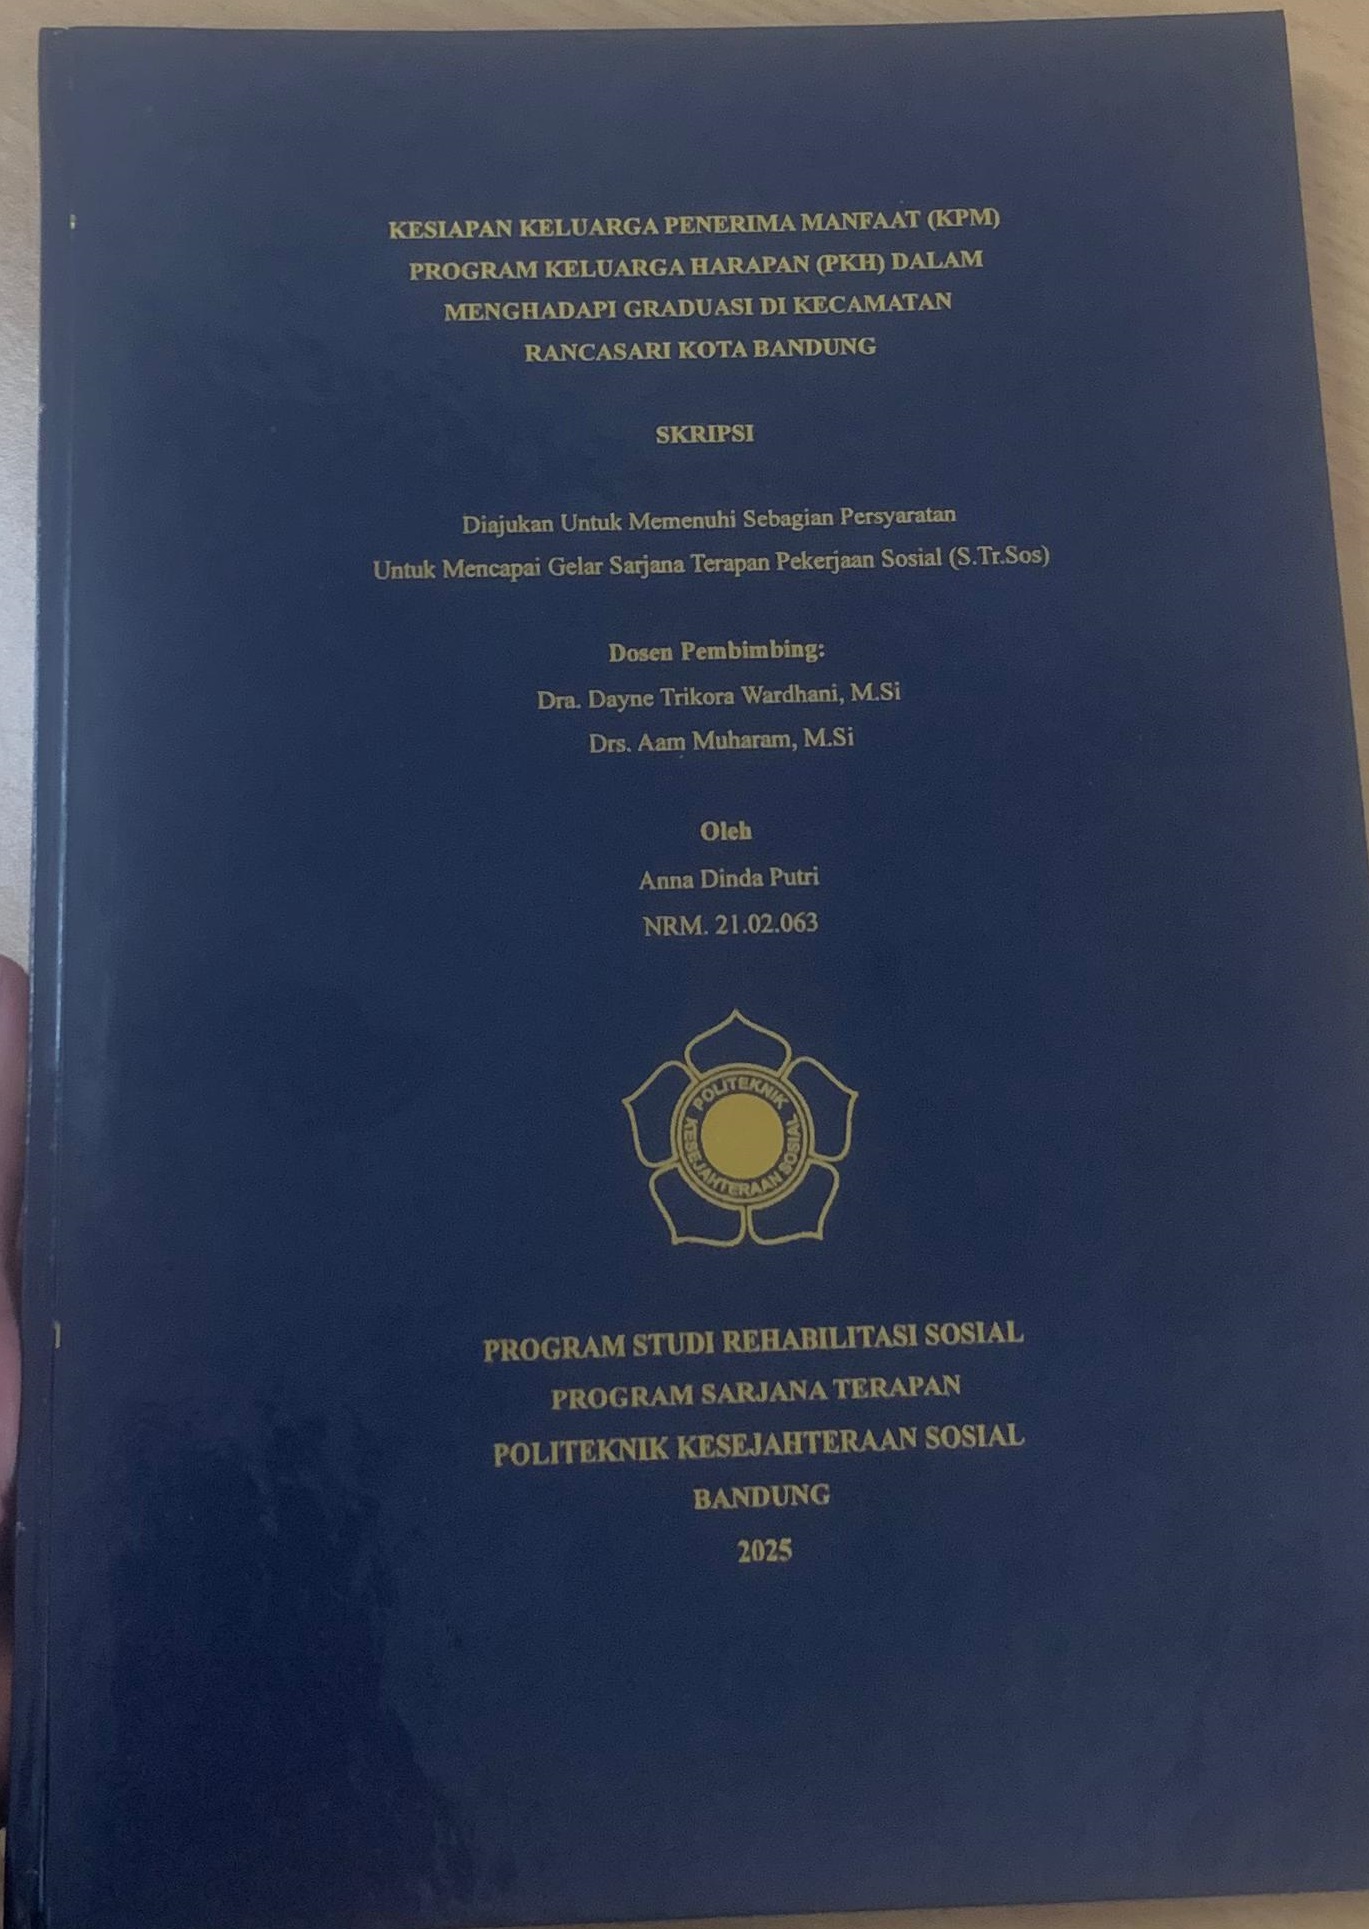 KESIAPAN KELUARGA PENERIMA MANFAAT (KPM)
PROGRAM KELUARGA HARAPAN (PKH) DALAM
MENGHADAPI GRADUASI DI KECAMATAN
RANCASARI KOTA BANDUNG
SKRIPSI
Diajukan Untuk Memenuhi Sebagian Persyaratan
Untuk Mencapai Gelar Sarjana Terapan Pekerjaan Sosial (S.Tr.Sos)
Dosen Pembimbing:
Dra. Dayne Trikora Wardhani, M.Si
Drs. Aam Muharam, M.Si
Oleh
Anna Dinda Putri
NRM. 21.02.063
POLITEKNIK
KESEJAHTERAAN SOSIAL
PROGRAM STUDI REHABILITASI SOSIAL
PROGRAM SARJANA TERAPAN
POLITEKNIK KESEJAHTERAAN SOSIAL
BANDUNG
2025